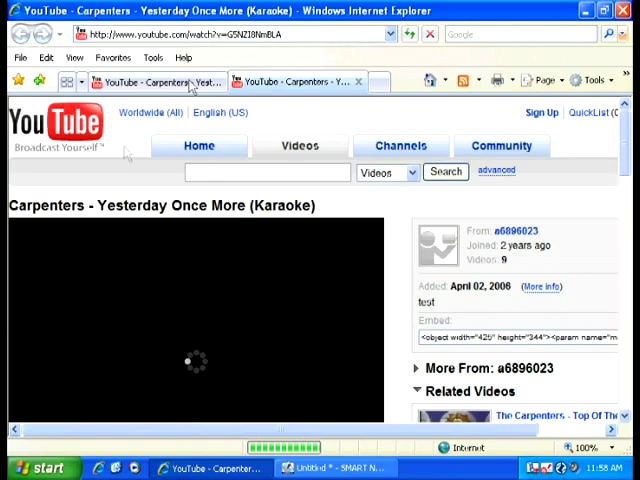 YouTube - Carpenters - Yesterday Once More (Karaoke) - Windows Internet Explorer
http://www.youtube.com/watch?v=G5NZI8NmBLA
Google
File Edit View Favorites Tools Help
YouTube - Carpenters - Yest...
YouTube - Carpenters - Y...
Page Tools
YouTube
Broadcast Yourself™
Worldwide (All) English (US)
Sign Up QuickList (0
Home Videos Channels Community
Videos Search advanced
Carpenters - Yesterday Once More (Karaoke)
From: a6896023
Joined: 2 years ago
Videos: 9
Added: April 02, 2006 (More info)
test
Embed:
<object width="425" height="344"><param name="m
More From: a6896023
Related Videos
The Carpenters - Top Of The
Internet 100%
start YouTube - Carpenter... Untitled * - SMART N... 11:58 AM